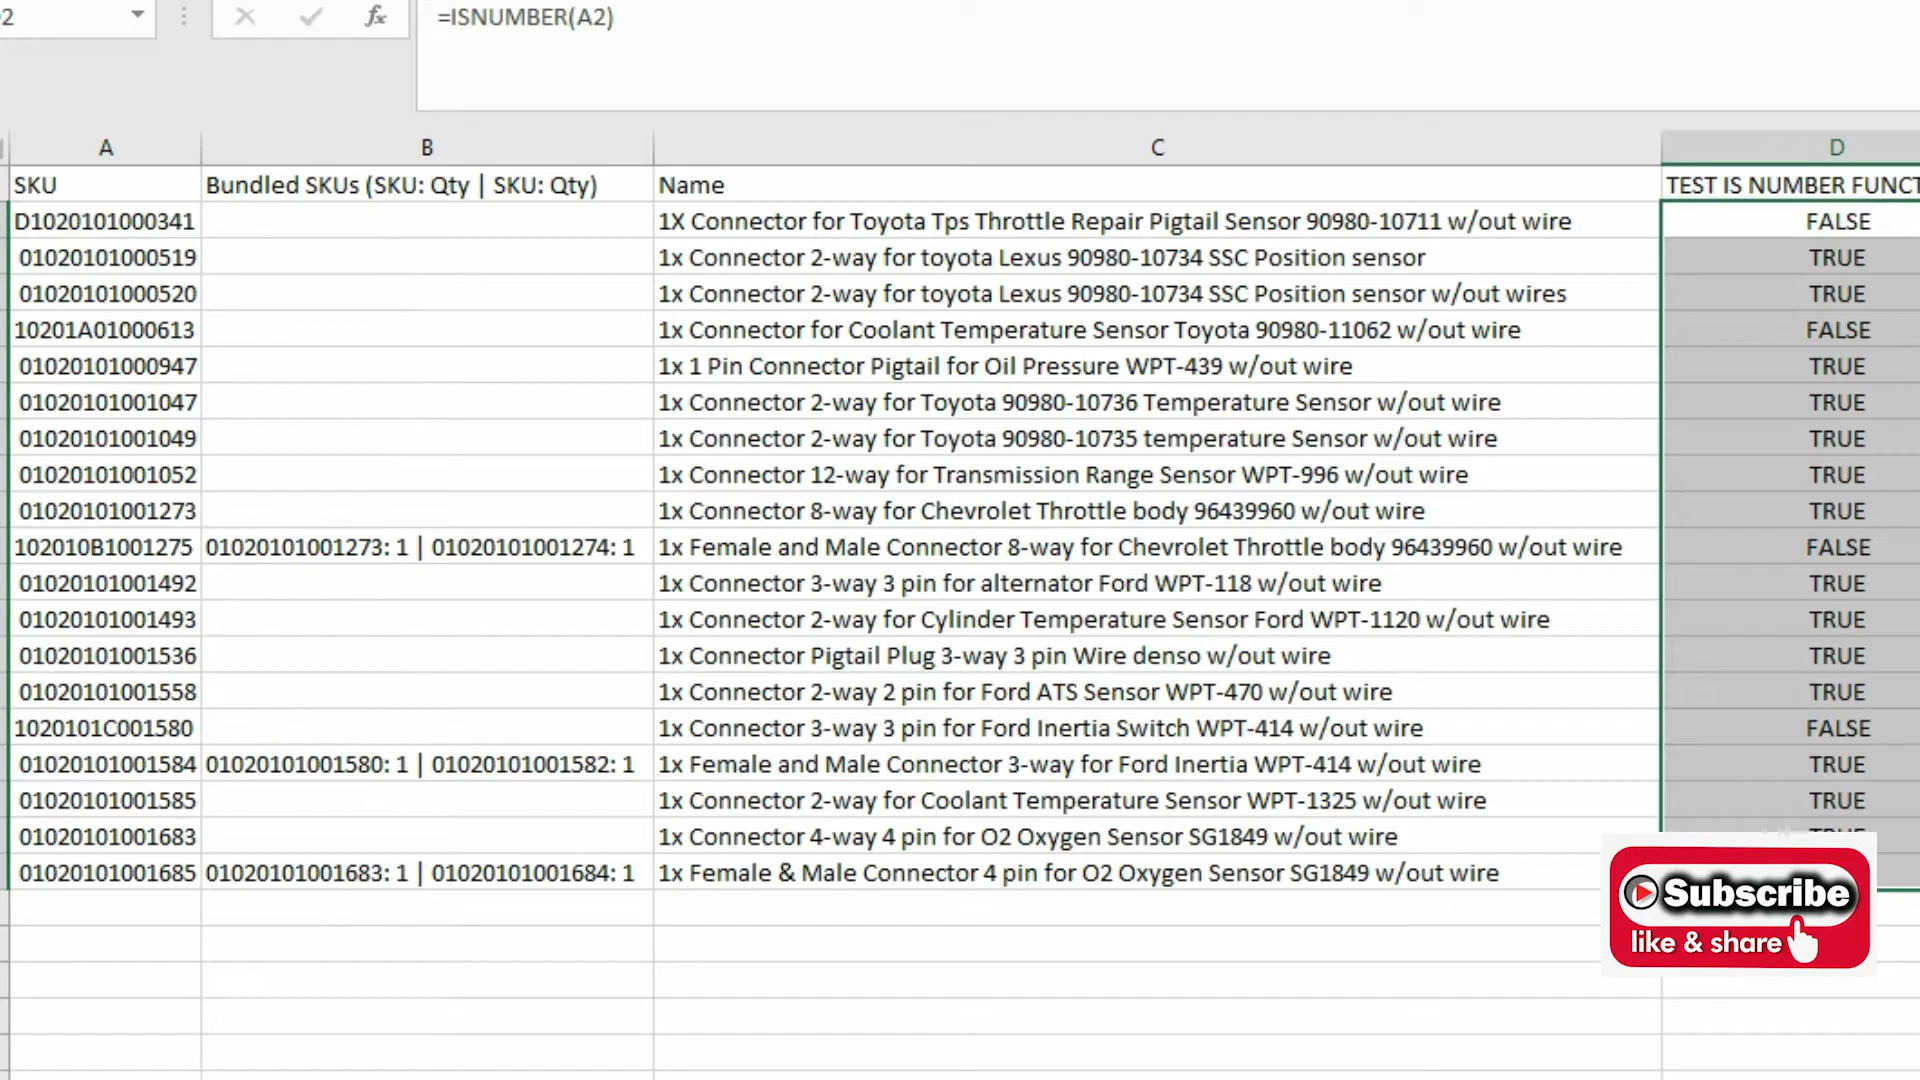 2
fx
=ISNUMBER(A2)
A B C D
SKU Bundled SKUs (SKU: Qty | SKU: Qty) Name TEST IS NUMBER FUNCT
D1020101000341 1X Connector for Toyota Tps Throttle Repair Pigtail Sensor 90980-10711 w/out wire FALSE
01020101000519 1x Connector 2-way for toyota Lexus 90980-10734 SSC Position sensor TRUE
01020101000520 1x Connector 2-way for toyota Lexus 90980-10734 SSC Position sensor w/out wires TRUE
10201A01000613 1x Connector for Coolant Temperature Sensor Toyota 90980-11062 w/out wire FALSE
01020101000947 1x 1 Pin Connector Pigtail for Oil Pressure WPT-439 w/out wire TRUE
01020101001047 1x Connector 2-way for Toyota 90980-10736 Temperature Sensor w/out wire TRUE
01020101001049 1x Connector 2-way for Toyota 90980-10735 temperature Sensor w/out wire TRUE
01020101001052 1x Connector 12-way for Transmission Range Sensor WPT-996 w/out wire TRUE
01020101001273 1x Connector 8-way for Chevrolet Throttle body 96439960 w/out wire TRUE
102010B1001275 01020101001273: 1 | 01020101001274: 1 1x Female and Male Connector 8-way for Chevrolet Throttle body 96439960 w/out wire FALSE
01020101001492 1x Connector 3-way 3 pin for alternator Ford WPT-118 w/out wire TRUE
01020101001493 1x Connector 2-way for Cylinder Temperature Sensor Ford WPT-1120 w/out wire TRUE
01020101001536 1x Connector Pigtail Plug 3-way 3 pin Wire denso w/out wire TRUE
01020101001558 1x Connector 2-way 2 pin for Ford ATS Sensor WPT-470 w/out wire TRUE
1020101C001580 1x Connector 3-way 3 pin for Ford Inertia Switch WPT-414 w/out wire FALSE
01020101001584 01020101001580: 1 | 01020101001582: 1 1x Female and Male Connector 3-way for Ford Inertia WPT-414 w/out wire TRUE
01020101001585 1x Connector 2-way for Coolant Temperature Sensor WPT-1325 w/out wire TRUE
01020101001683 1x Connector 4-way 4 pin for O2 Oxygen Sensor SG1849 w/out wire
01020101001685 01020101001683: 1 | 01020101001684: 1 1x Female & Male Connector 4 pin for O2 Oxygen Sensor SG1849 w/out wire
Subscribe
like & share